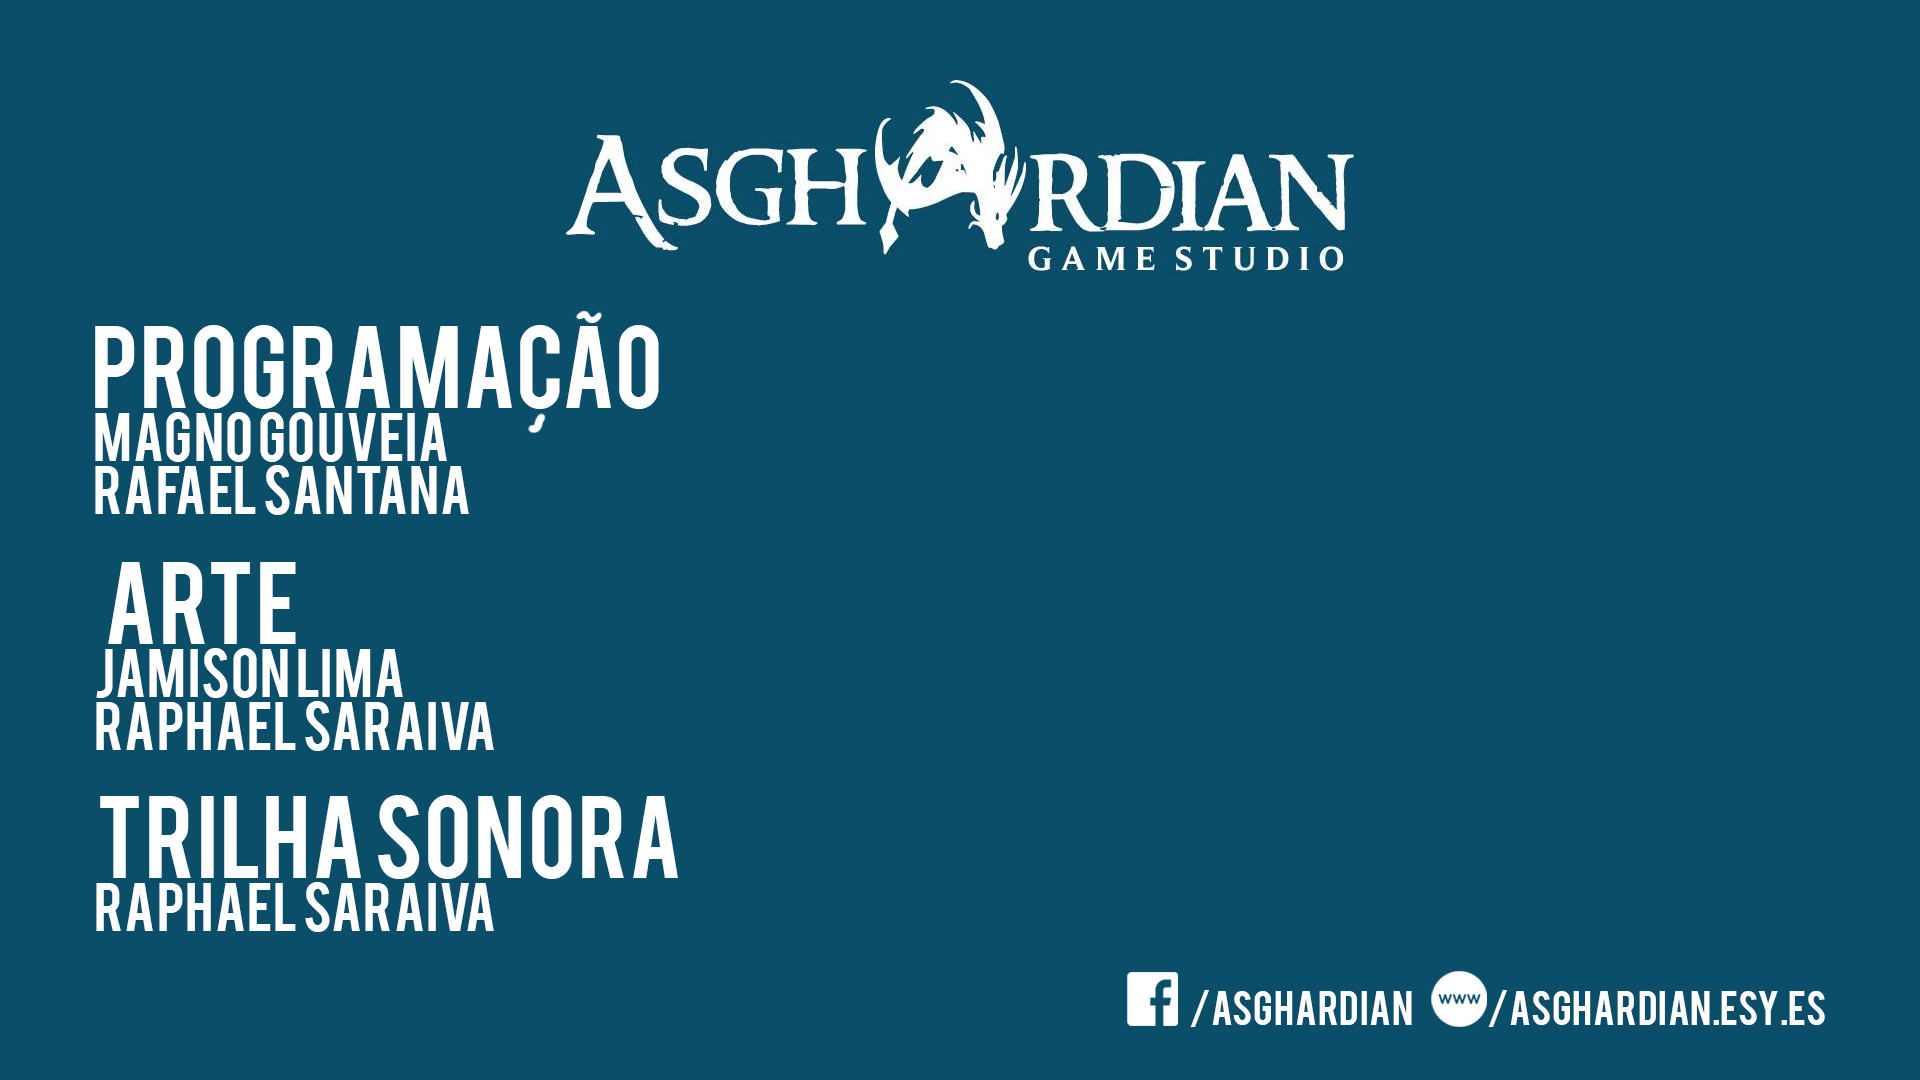 ASGHARDIAN
GAME STUDIO
PROGRAMAÇÃO
MAGNO GOUVEIA
RAFAEL SANTANA
ARTE
JAMISON LIMA
RAPHAEL SARAIVA
TRILHA SONORA
RAPHAEL SARAIVA
f /ASGHARDIAN www /ASGHARDIAN.ESY.ES